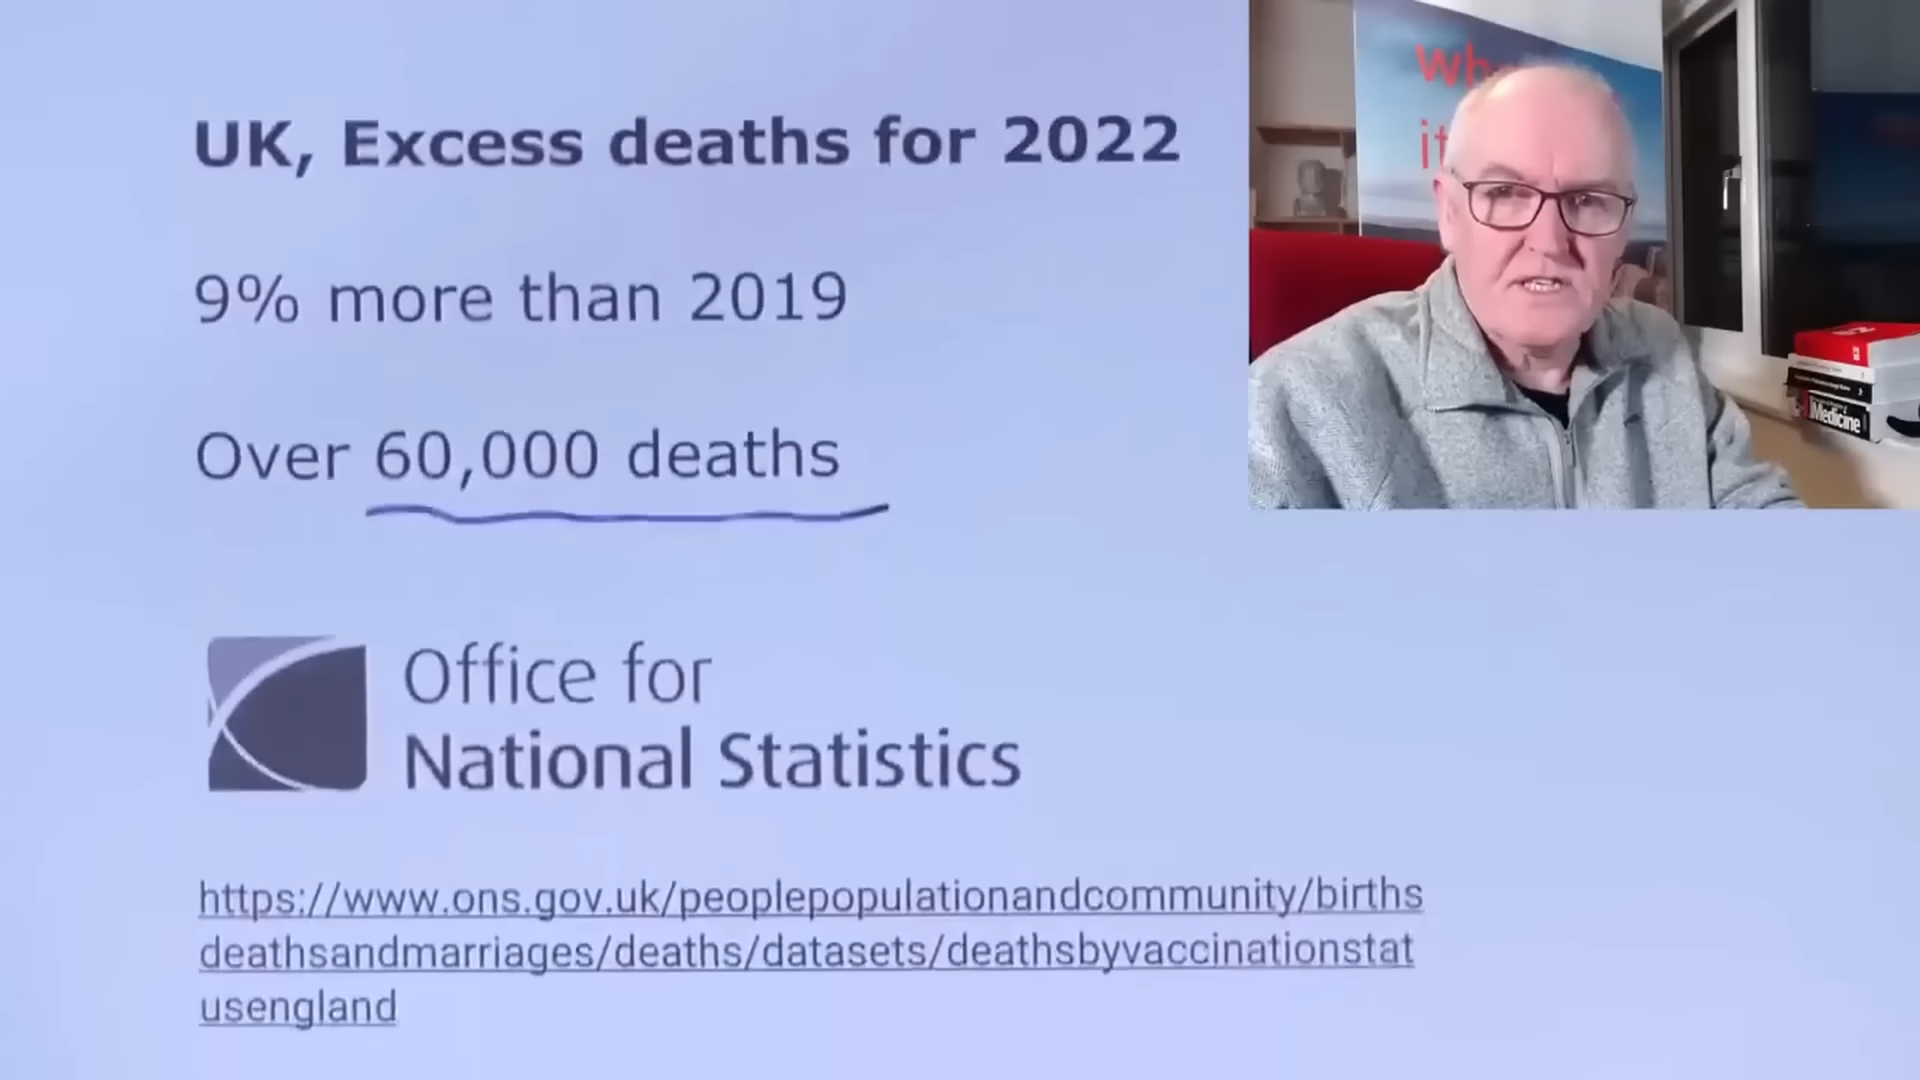 UK, Excess deaths for 2022
9% more than 2019
Over 60,000 deaths
Office for
National Statistics
https://www.ons.gov.uk/peoplepopulationandcommunity/births
deathsandmarriages/deaths/datasets/deathsbyvaccinationstat
usengland
Medicine